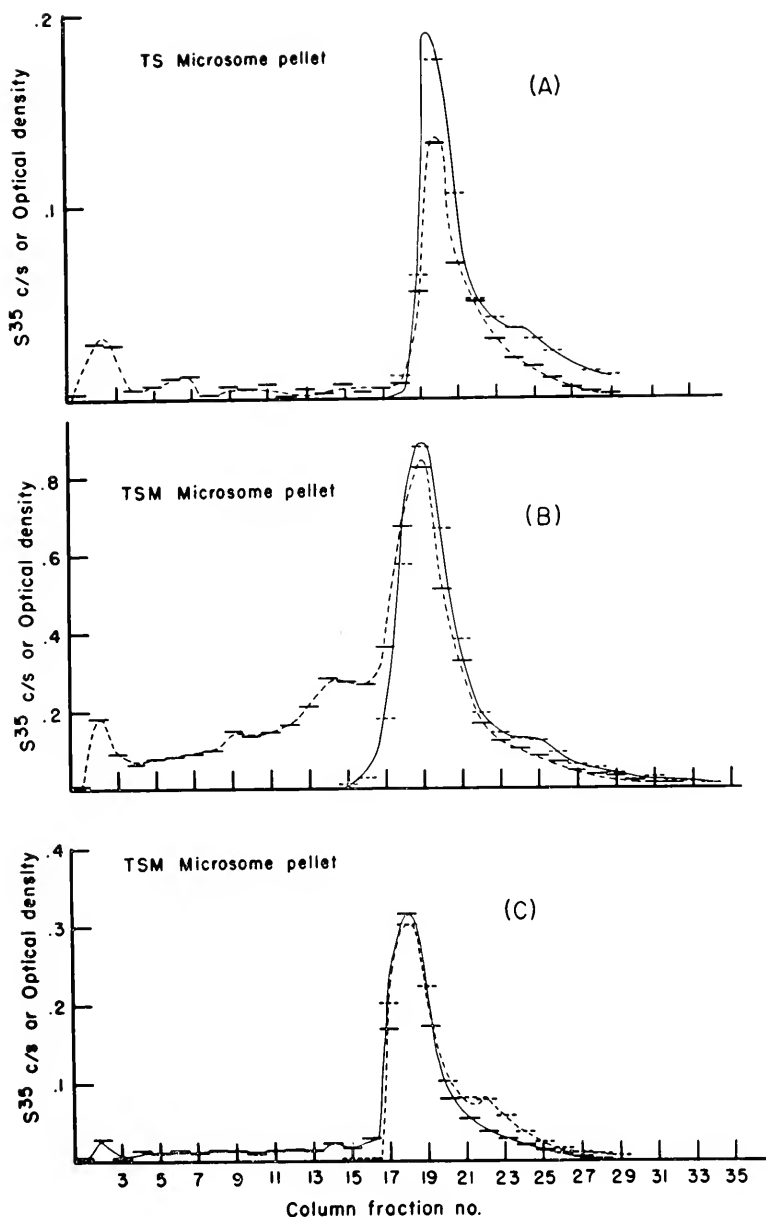 .2
TS Microsome pellet
(A)
.1
S³⁵ c/s or Optical density
TSM Microsome pellet
(B)
.8
.6
.4
.2
S³⁵ c/s or Optical density
.4
TSM Microsome pellet
(C)
.3
.2
.1
S³⁵ c/s or Optical density
3 5 7 9 11 13 15 17 19 21 23 25 27 29 31 33 35
Column fraction no.